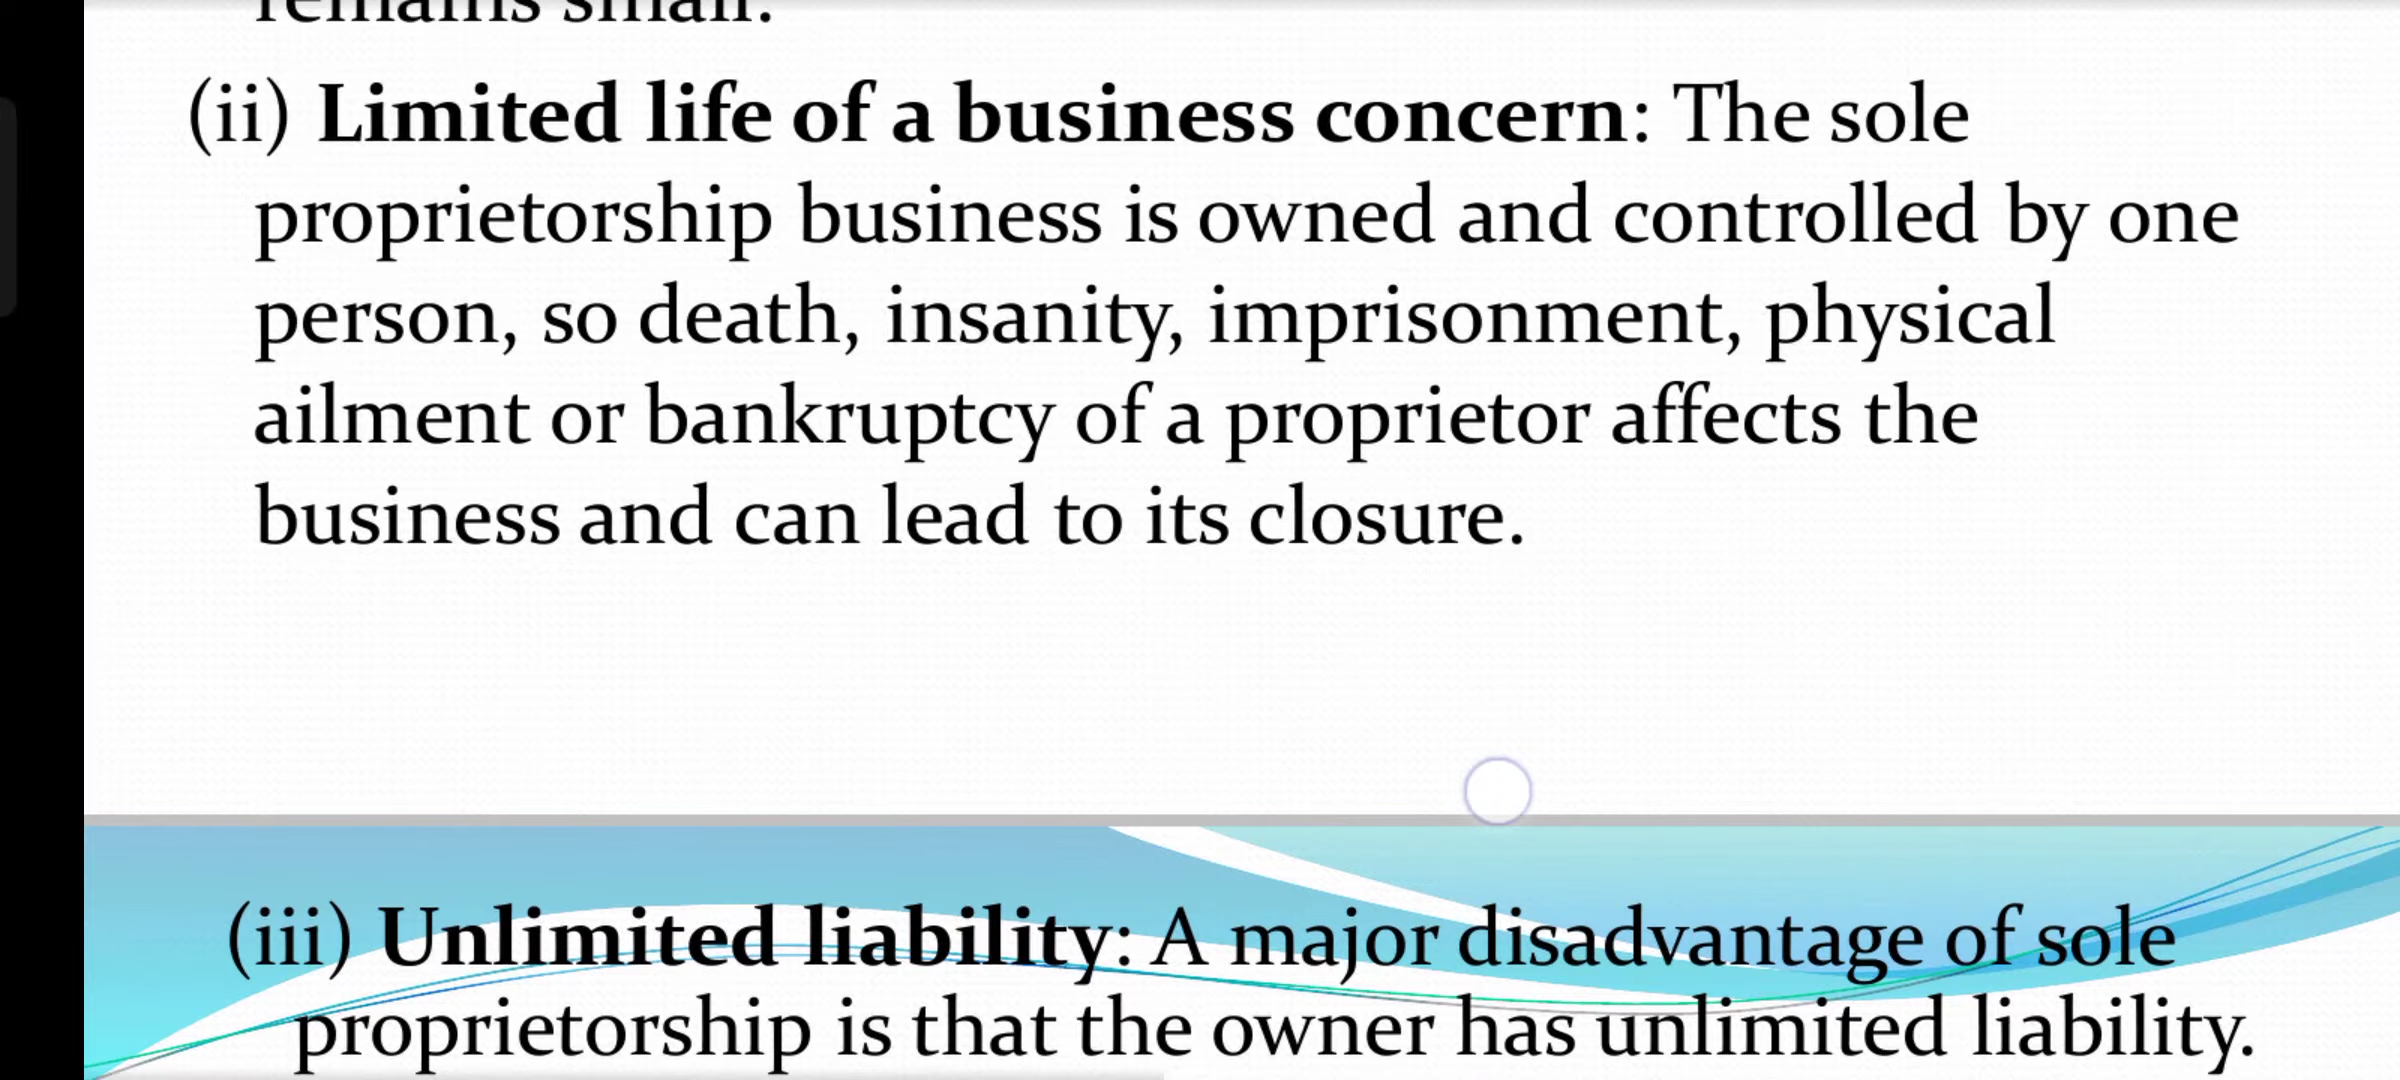 remains small.
(ii) Limited life of a business concern: The sole
proprietorship business is owned and controlled by one
person, so death, insanity, imprisonment, physical
ailment or bankruptcy of a proprietor affects the
business and can lead to its closure.
(iii) Unlimited liability: A major disadvantage of sole
proprietorship is that the owner has unlimited liability.